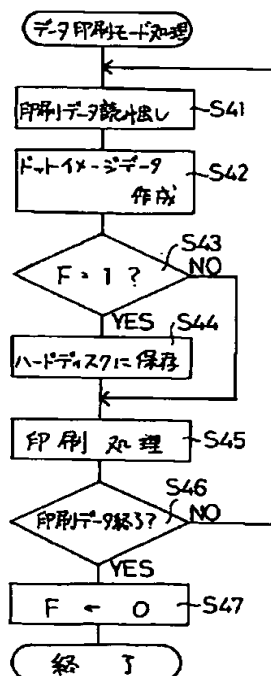 データ印刷モード処理
印刷データ読み出し
S41
ドットイメージデータ
作成
S42
S43
F = 1 ?
NO
YES
S44
ハードディスクに保存
印刷 処理
S45
S46
印刷データ終了?
NO
YES
F ← 0
S47
終 了